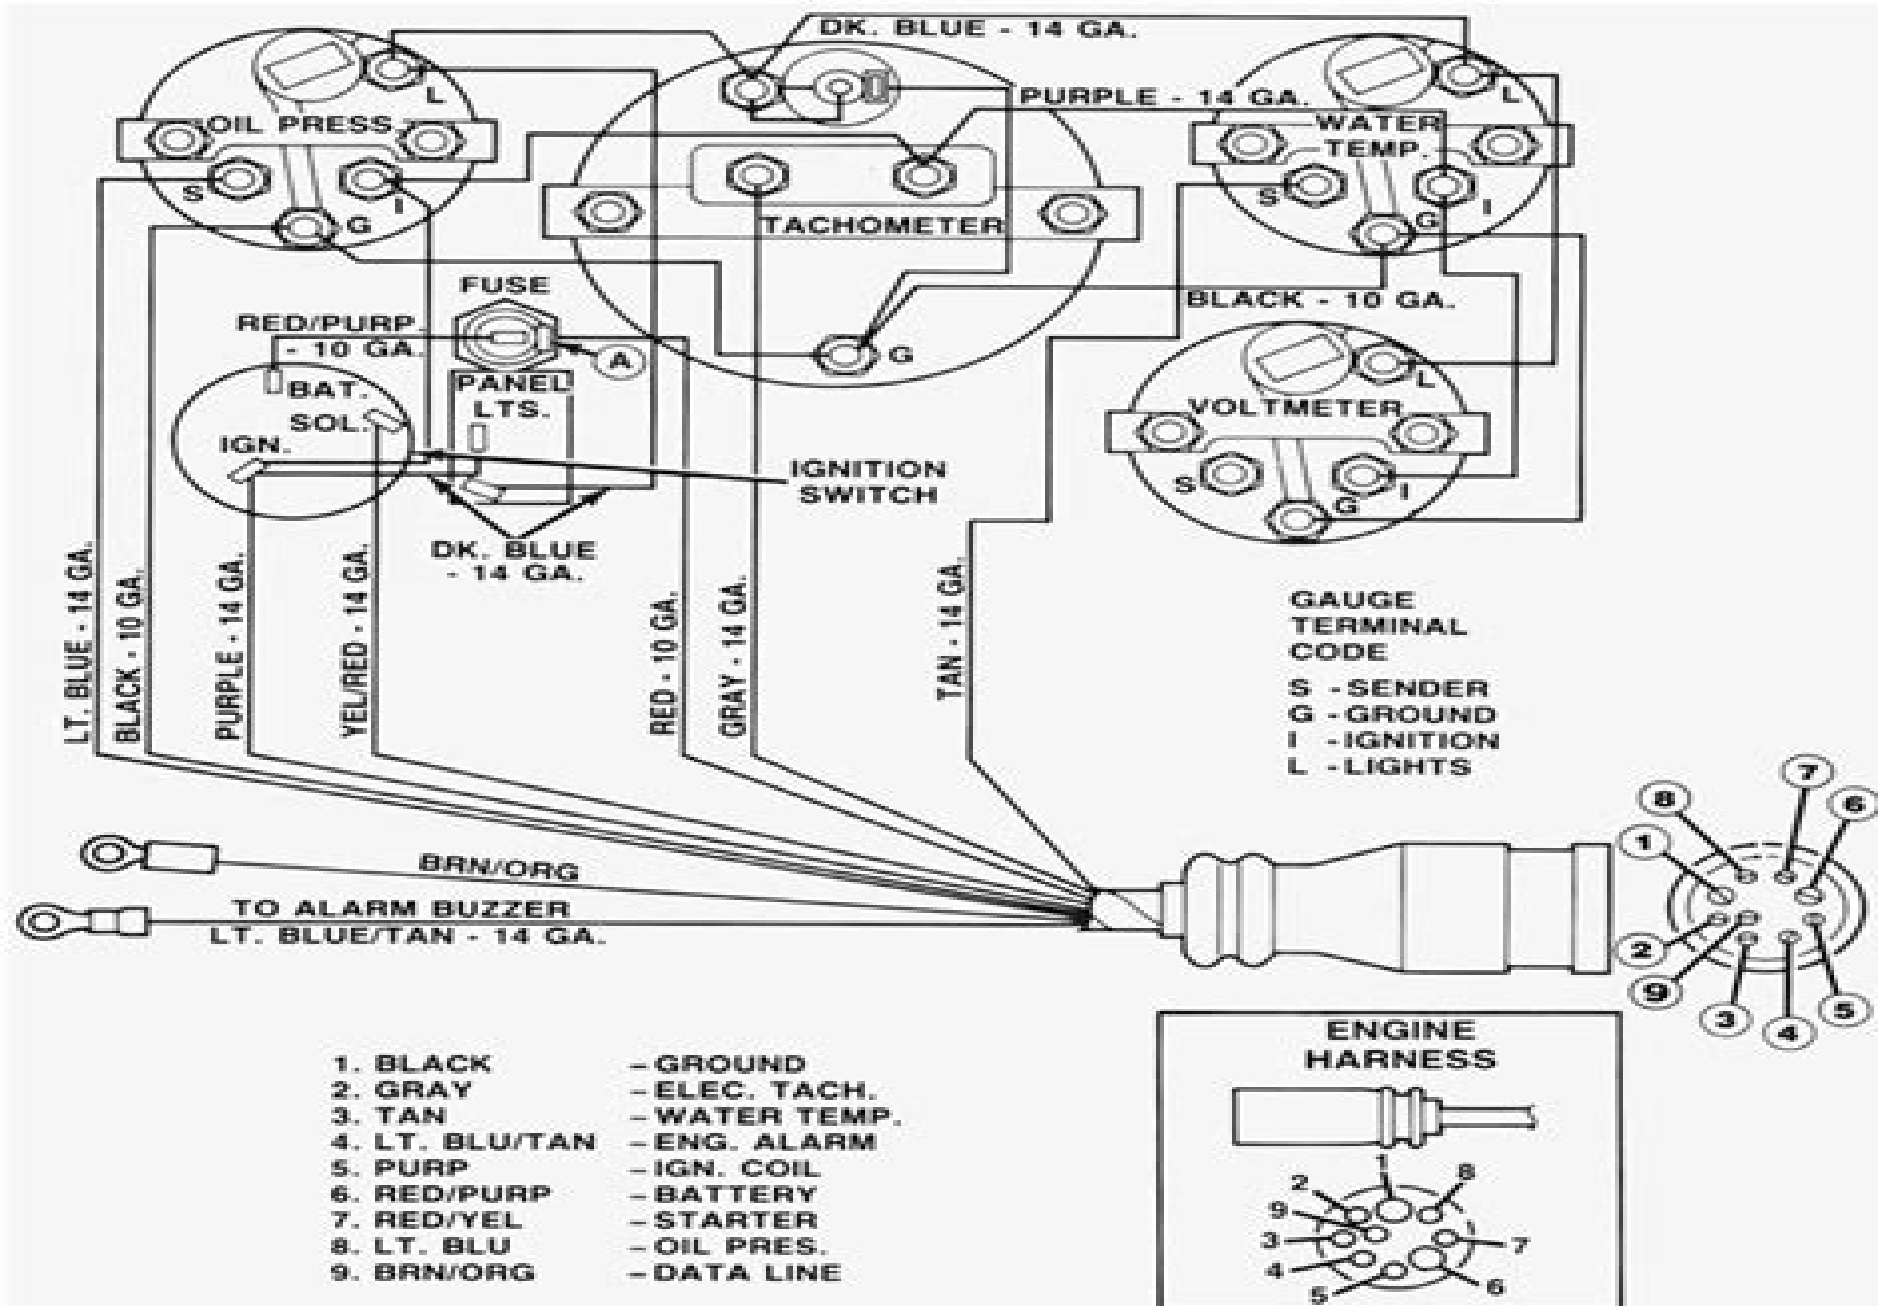 DK. BLUE - 14 GA.
L
OIL PRESS.
S
I
G
PURPLE - 14 GA.
L
WATER
TEMP.
S
I
G
TACHOMETER
G
BLACK - 10 GA.
FUSE
RED/PURP.
- 10 GA.
A
PANEL
LTS.
BAT.
SOL.
IGN.
IGNITION
SWITCH
DK. BLUE
- 14 GA.
L
VOLTMETER
S
I
G
LT. BLUE - 14 GA.
BLACK - 10 GA.
PURPLE - 14 GA.
YEL/RED - 14 GA.
RED - 10 GA.
GRAY - 14 GA.
TAN - 14 GA.
GAUGE
TERMINAL
CODE
S - SENDER
G - GROUND
I - IGNITION
L - LIGHTS
BRN/ORG
TO ALARM BUZZER
LT. BLUE/TAN - 14 GA.
7
8
6
1
2
9
3
4
5
1. BLACK - GROUND
2. GRAY - ELEC. TACH.
3. TAN - WATER TEMP.
4. LT. BLU/TAN - ENG. ALARM
5. PURP - IGN. COIL
6. RED/PURP - BATTERY
7. RED/YEL - STARTER
8. LT. BLU - OIL PRES.
9. BRN/ORG - DATA LINE
ENGINE
HARNESS
1
8
2
9
3
7
4
6
5